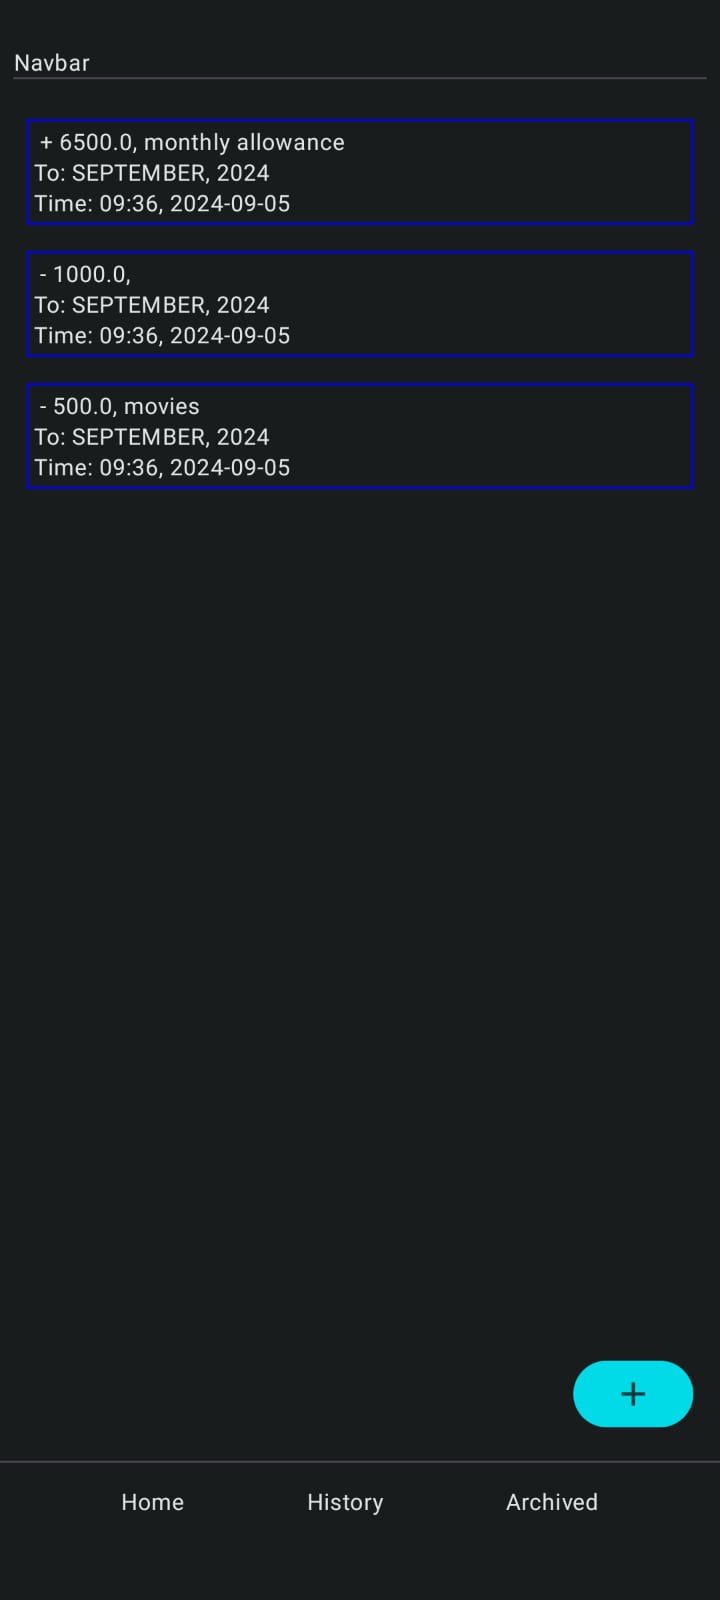 Navbar
+ 6500.0, monthly allowance
To: SEPTEMBER, 2024
Time: 09:36, 2024-09-05
- 1000.0,
To: SEPTEMBER, 2024
Time: 09:36, 2024-09-05
- 500.0, movies
To: SEPTEMBER, 2024
Time: 09:36, 2024-09-05
+
Home History Archived